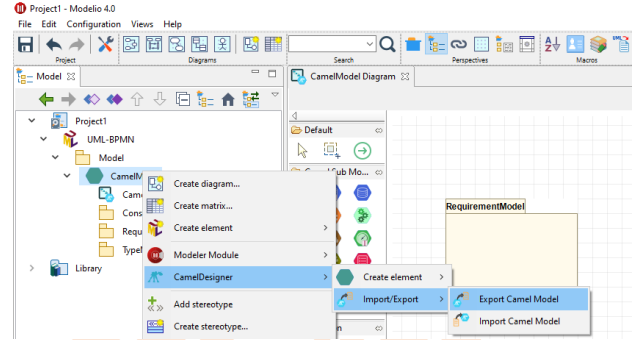 Project1 - Modelio 4.0
File Edit Configuration Views Help
Project Diagrams Search Perspectives Macros
Model
CamelModel Diagram
Project1
UML-BPMN
Model
Default
Library
RequirementModel
Create diagram...
Create matrix...
Create element
Modeler Module
CamelDesigner
Add stereotype
Create stereotype...
Create element
Import/Export
Export Camel Model
Import Camel Model